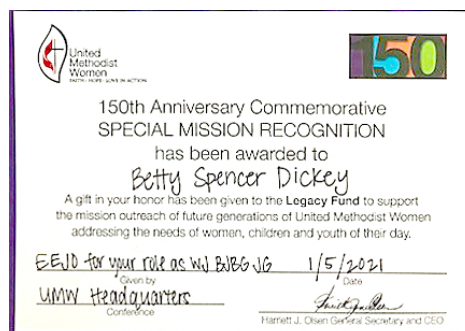 United
Methodist
Women
FAITH • HOPE • LOVE IN ACTION
150
150th Anniversary Commemorative
SPECIAL MISSION RECOGNITION
has been awarded to
Betty Spencer Dickey
A gift in your honor has been given to the Legacy Fund to support
the mission outreach of future generations of United Methodist Women
addressing the needs of women, children and youth of their day.
EEJD for your role as WJ BJBG JG 1/5/2021
Given by Date
UMW Headquarters
Conference
Harriett J. Olsen General Secretary and CEO